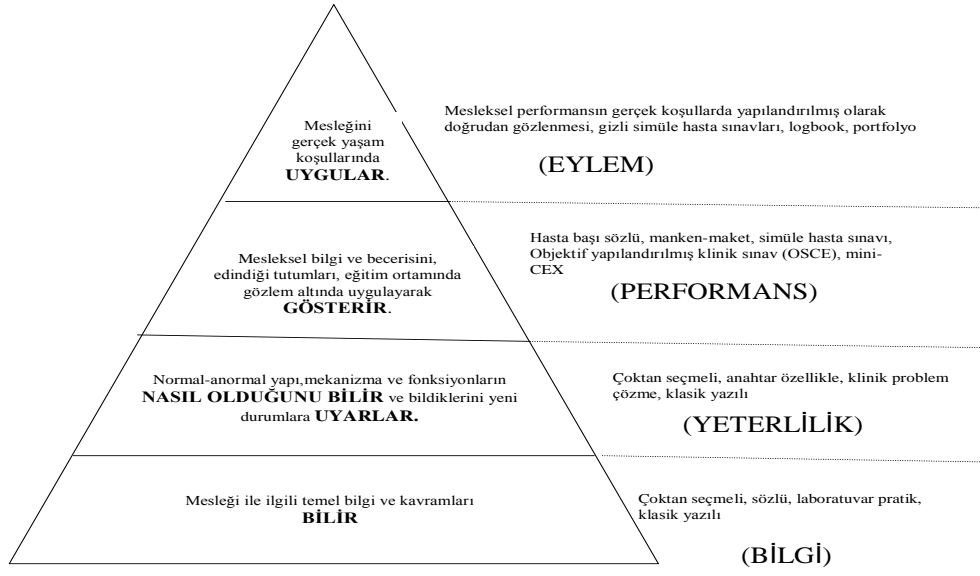 Mesleğini
gerçek yaşam
koşullarında
UYGULAR.
Mesleksel performansın gerçek koşullarda yapılandırılmış olarak
doğrudan gözlenmesi, gizli simüle hasta sınavları, logbook, portfolyo
(EYLEM)
Mesleksel bilgi ve becerisini,
edindiği tutumları, eğitim ortamında
gözlem altında uygulayarak
GÖSTERİR.
Hasta başı sözlü, manken-maket, simüle hasta sınavı,
Objektif yapılandırılmış klinik sınav (OSCE), mini-
CEX
(PERFORMANS)
Normal-anormal yapı,mekanizma ve fonksiyonların
NASIL OLDUĞUNU BİLİR ve bildiklerini yeni
durumlara UYARLAR.
Çoktan seçmeli, anahtar özellikle, klinik problem
çözme, klasik yazılı
(YETERLİLİK)
Mesleği ile ilgili temel bilgi ve kavramları
BİLİR
Çoktan seçmeli, sözlü, laboratuvar pratik,
klasik yazılı
(BİLGİ)